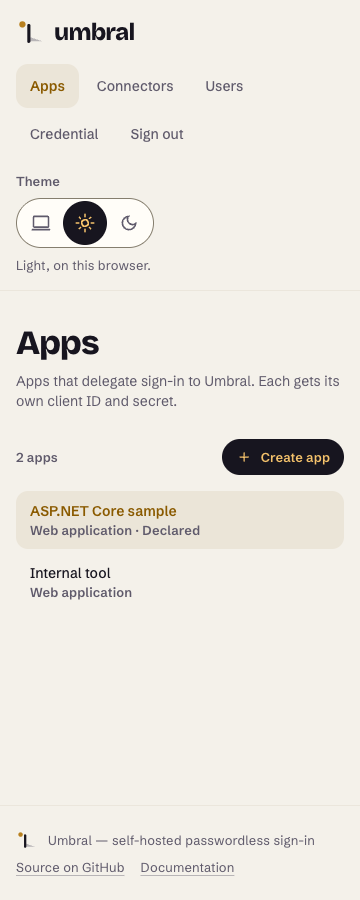 umbral
Apps
Connectors
Users
Credential
Sign out
Theme
Light, on this browser.
Apps
Apps that delegate sign-in to Umbral. Each gets its
own client ID and secret.
2 apps
Create app
ASP.NET Core sample
Web application · Declared
Internal tool
Web application
Umbral — self-hosted passwordless sign-in
Source on GitHub
Documentation